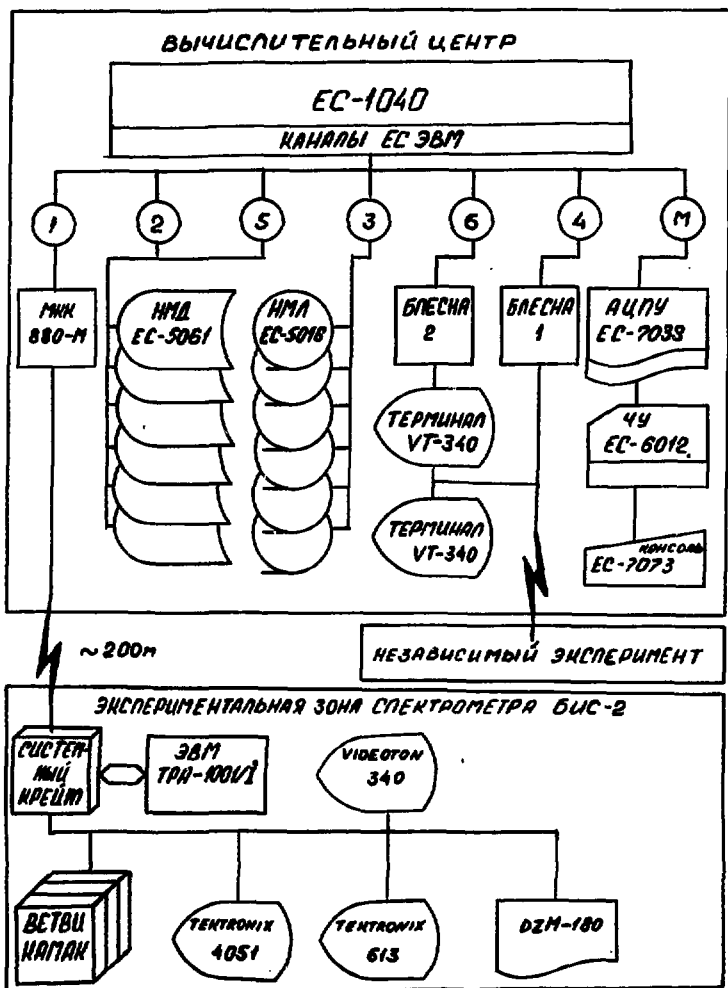 ВЫЧИСЛИТЕЛЬНЫЙ ЦЕНТР
ЕС-1040
КАНАЛЫ ЕС ЭВМ
1
2
5
3
6
4
М
МКК
880-М
НМД
ЕС-5061
НМЛ
ЕС-5018
БЛЕСНА
2
БЛЕСНА
1
АЦПУ
ЕС-7033
ТЕРМИНАЛ
VT-340
ЧУ
ЕС-6012
ТЕРМИНАЛ
VT-340
КОНСОЛЬ
ЕС-7073
~200м
НЕЗАВИСИМЫЙ ЭКСПЕРИМЕНТ
ЭКСПЕРИМЕНТАЛЬНАЯ ЗОНА СПЕКТРОМЕТРА БИС-2
СИСТЕМ-
НЫЙ
КРЕЙТ
ЭВМ
ТРА-1001/I
VIDEOTON
340
ВЕТВИ
КАМАК
TEKTRONIX
4051
TEKTRONIX
613
DZM-180